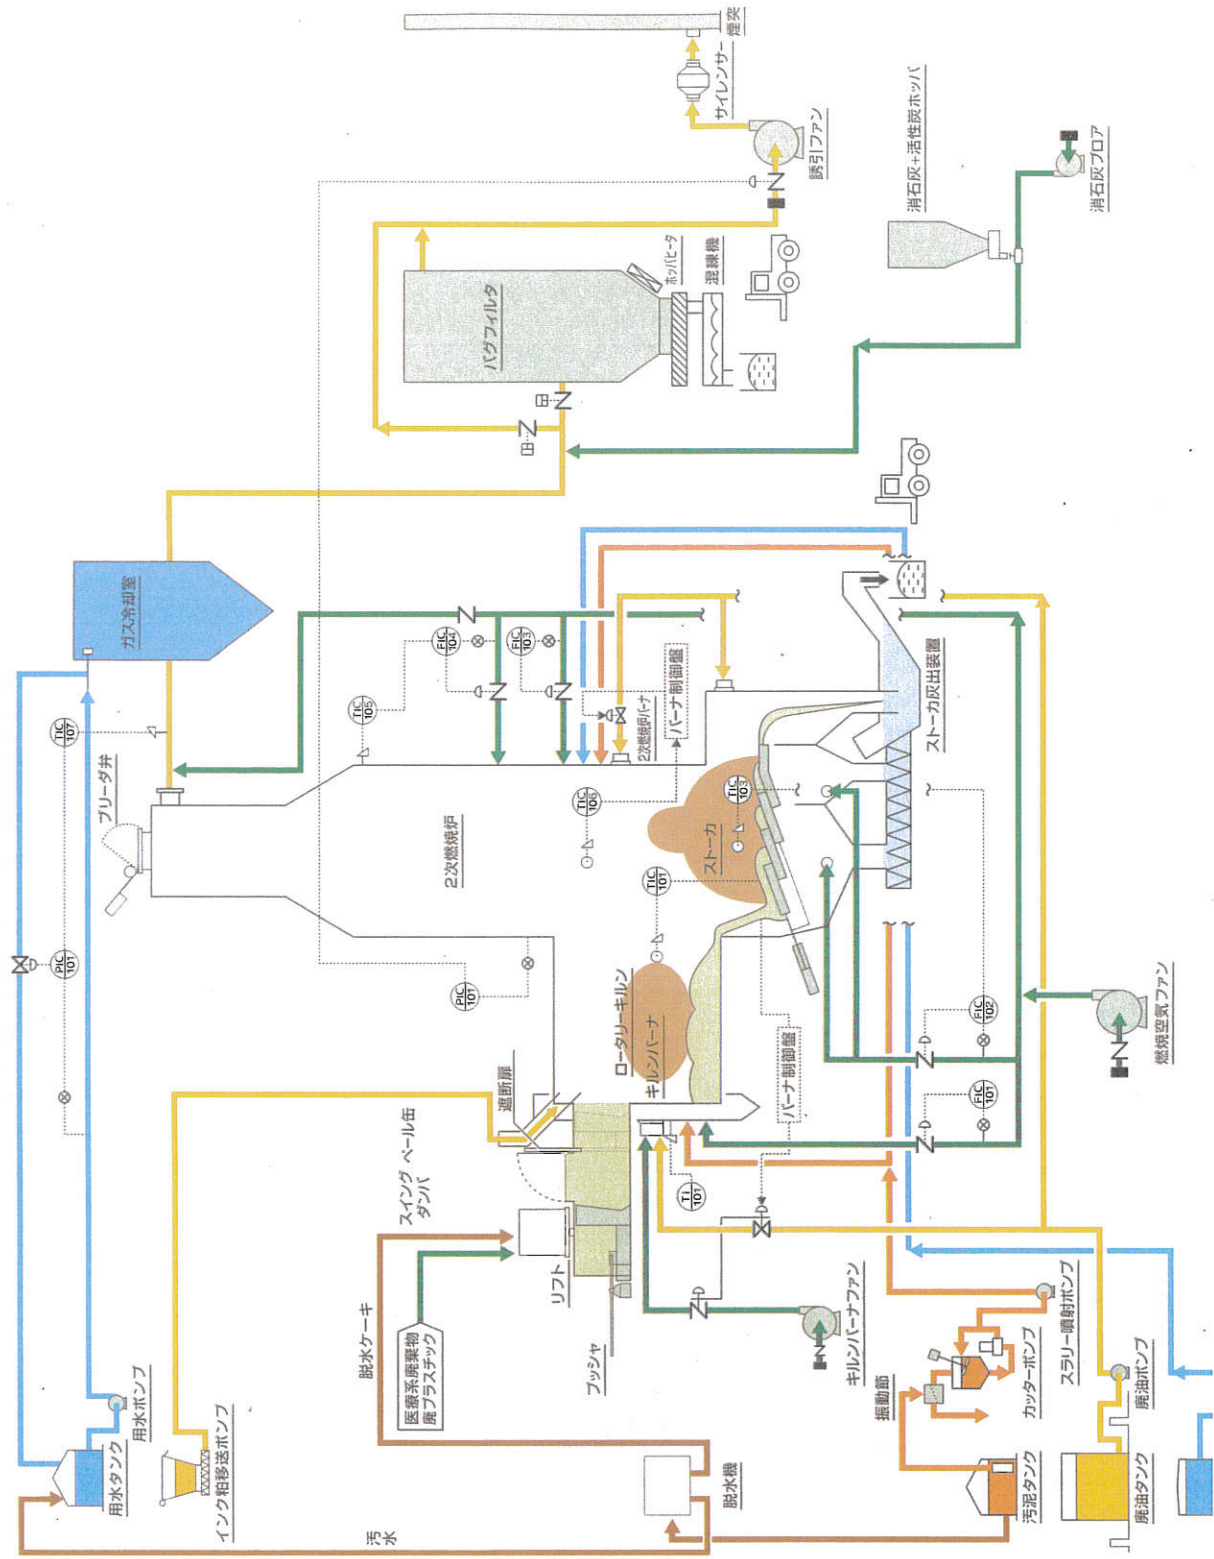 用水タンク
用水ポンプ
インク粕移送ポンプ
汚
水
脱水ケーキ
医療系廃棄物
廃プラスチック
脱水機
汚泥タンク
廃油タンク
廃油ポンプ
振動節
カッターポンプ
スラリー噴射ポンプ
キルンバーナファン
プッシャ
リフト
スイング ペール缶
ダンパ
遮断扉
TI
101
PIC
101
PIC
101
TIC
107
ブリーダ弁
ガス冷却室
2次燃焼炉
TIC
105
FIC
104
FIC
103
TIC
106
2次燃焼炉バーナ
バーナ制御盤
ロータリーキルン
キルンバーナ
TIC
101
ストーカ
TIC
103
バーナ制御盤
FIC
101
FIC
102
燃焼空気ファン
ストーカ灰出装置
バグフィルタ
ホッパヒータ
混練機
誘引ファン
サイレンサー
煙突
消石灰+活性炭ホッパ
消石灰ブロア